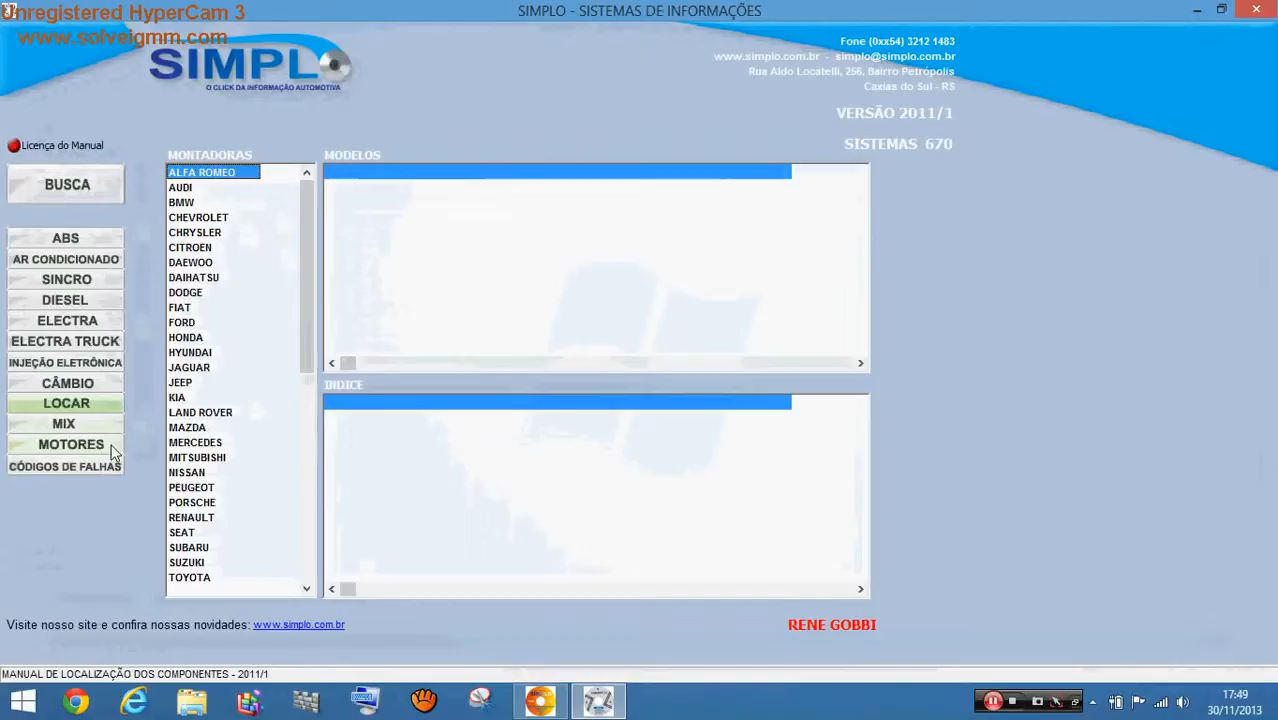 Unregistered HyperCam 3
www.solveigmm.com
SIMPLO - SISTEMAS DE INFORMAÇÕES
SIMPLO
O CLICK DA INFORMAÇÃO AUTOMOTIVA
Fone (0xx54) 3212 1483
www.simplo.com.br - simplo@simplo.com.br
Rua Aldo Locatelli, 256, Bairro Petrópolis
Caxias do Sul - RS
VERSÃO 2011/1
SISTEMAS 670
Licença do Manual
BUSCA
ABS
AR CONDICIONADO
SINCRO
DIESEL
ELECTRA
ELECTRA TRUCK
INJEÇÃO ELETRÔNICA
CÂMBIO
LOCAR
MIX
MOTORES
CÓDIGOS DE FALHAS
MONTADORAS
ALFA ROMEO
AUDI
BMW
CHEVROLET
CHRYSLER
CITROEN
DAEWOO
DAIHATSU
DODGE
FIAT
FORD
HONDA
HYUNDAI
JAGUAR
JEEP
KIA
LAND ROVER
MAZDA
MERCEDES
MITSUBISHI
NISSAN
PEUGEOT
PORSCHE
RENAULT
SEAT
SUBARU
SUZUKI
TOYOTA
MODELOS
INDICE
Visite nosso site e confira nossas novidades: www.simplo.com.br
RENE GOBBI
MANUAL DE LOCALIZAÇÃO DOS COMPONENTES - 2011/1
17:49
30/11/2013